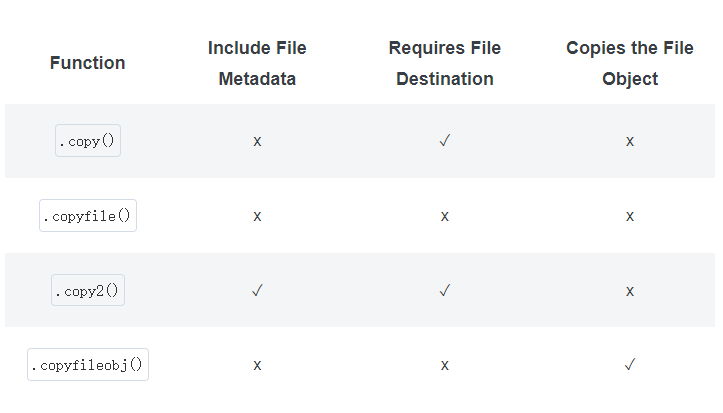 Function Include File Metadata Requires File Destination Copies the File Object
.copy() x ✓ x
.copyfile() x x x
.copy2() ✓ ✓ x
.copyfileobj() x x ✓